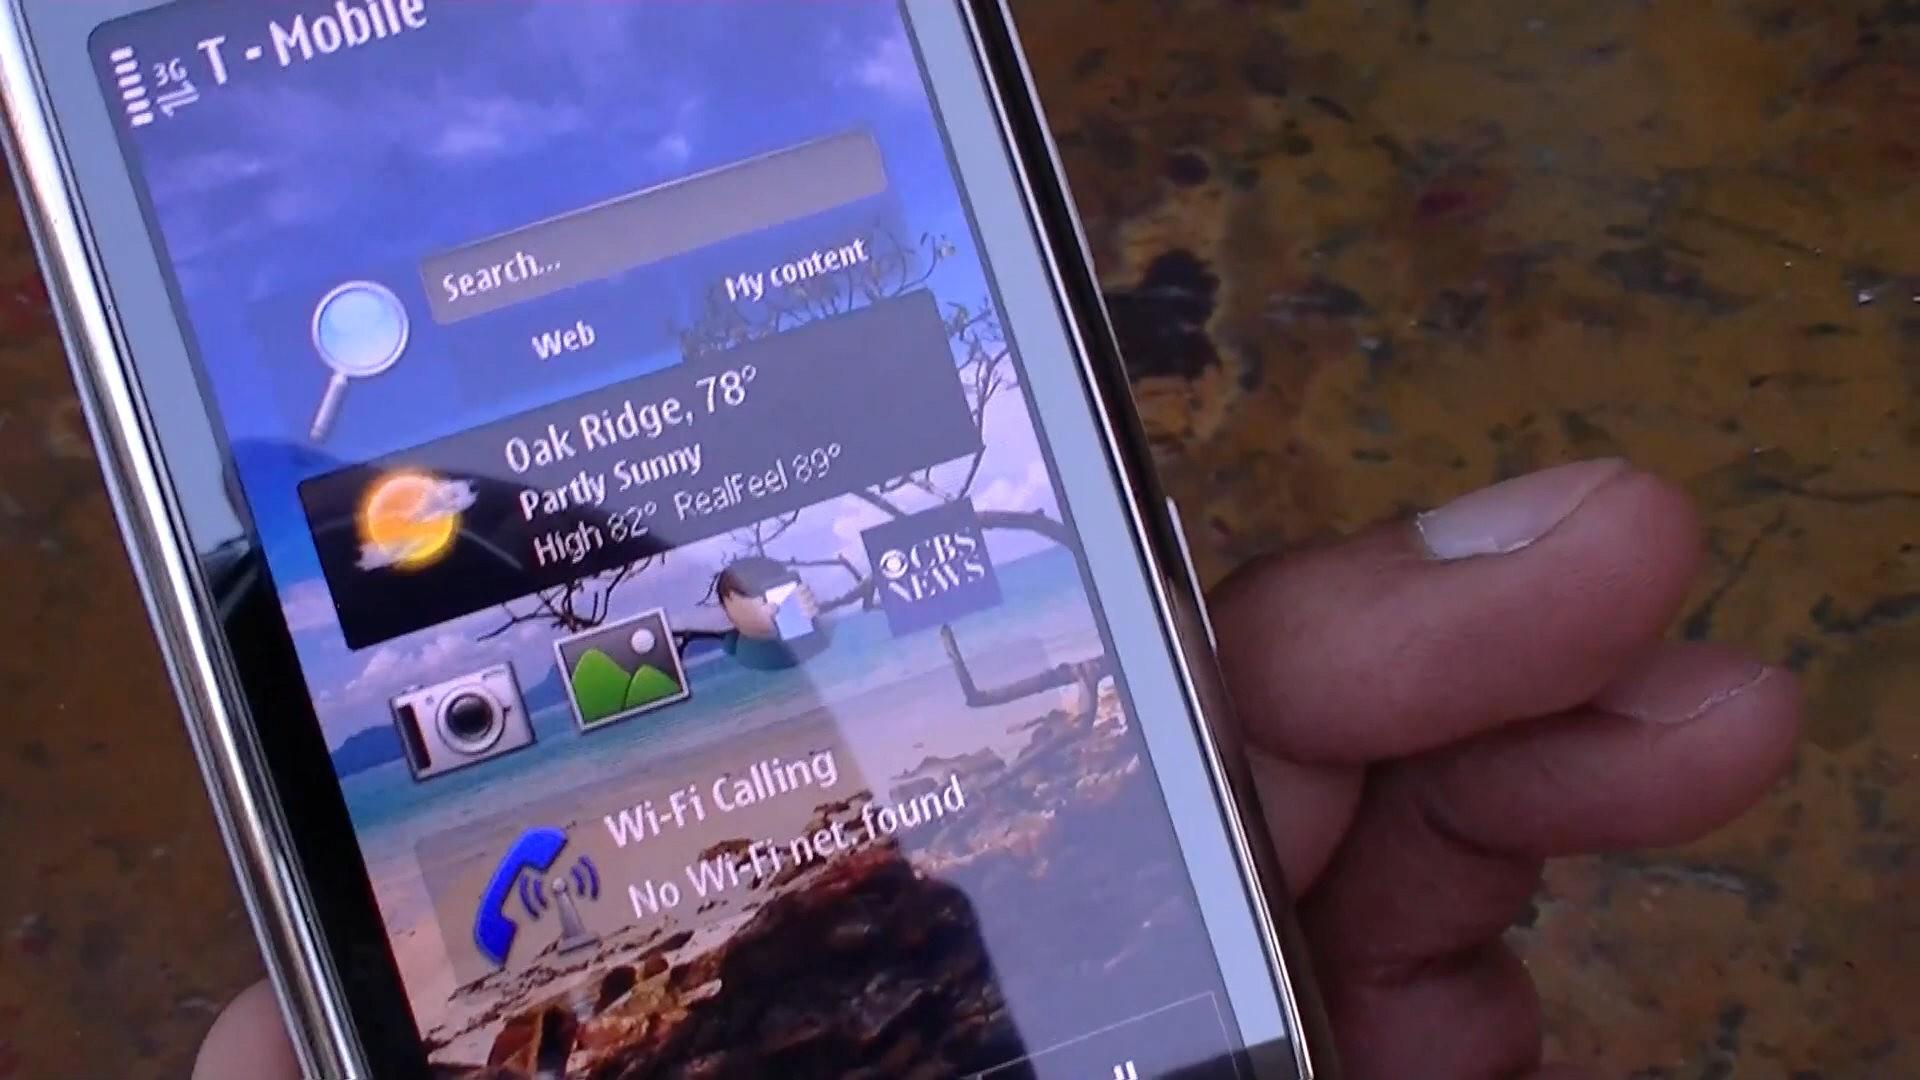 3G T - Mobile
Search...
Web
My content
Oak Ridge, 78°
Partly Sunny
High 82° RealFeel 89°
CBS
NEWS
Wi-Fi Calling
No Wi-Fi net. found